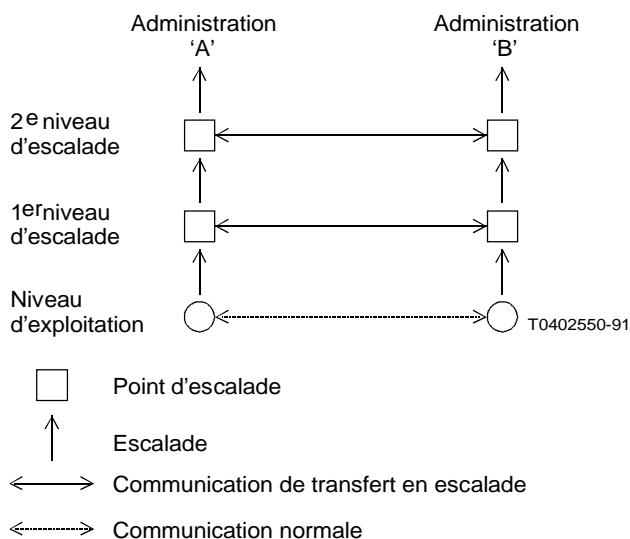 Administration
‘A’
Administration
‘B’
2e niveau
d’escalade
1er niveau
d’escalade
Niveau
d’exploitation
T0402550-91
Point d’escalade
Escalade
Communication de transfert en escalade
Communication normale